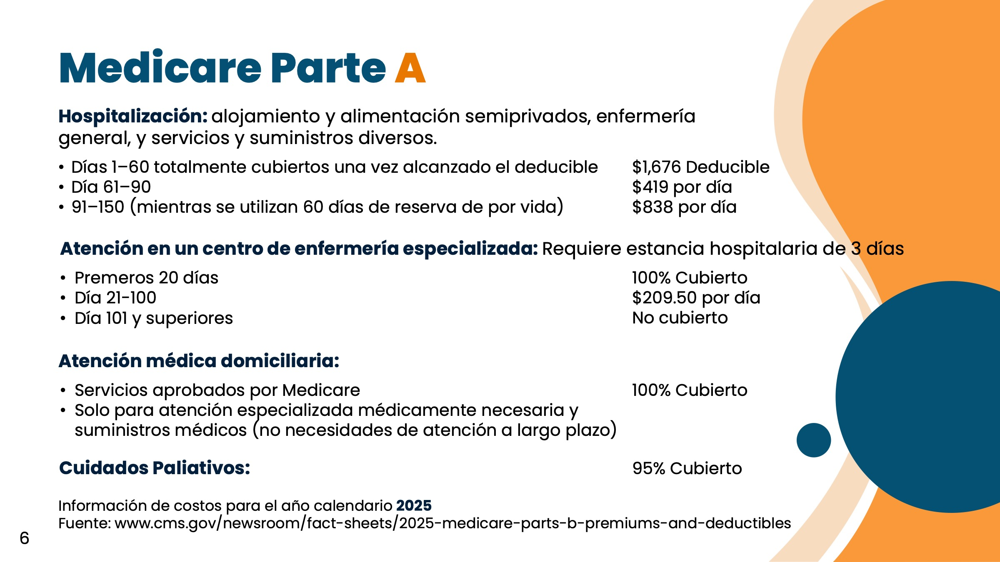 Medicare Parte A
Hospitalización: alojamiento y alimentación semiprivados, enfermería
general, y servicios y suministros diversos.
• Días 1–60 totalmente cubiertos una vez alcanzado el deducible $1,676 Deducible
• Día 61–90 $419 por día
• 91–150 (mientras se utilizan 60 días de reserva de por vida) $838 por día
Atención en un centro de enfermería especializada: Requiere estancia hospitalaria de 3 días
• Premeros 20 días 100% Cubierto
• Día 21-100 $209.50 por día
• Día 101 y superiores No cubierto
Atención médica domiciliaria:
• Servicios aprobados por Medicare 100% Cubierto
• Solo para atención especializada médicamente necesaria y
suministros médicos (no necesidades de atención a largo plazo)
Cuidados Paliativos: 95% Cubierto
Información de costos para el año calendario 2025
Fuente: www.cms.gov/newsroom/fact-sheets/2025-medicare-parts-b-premiums-and-deductibles
6